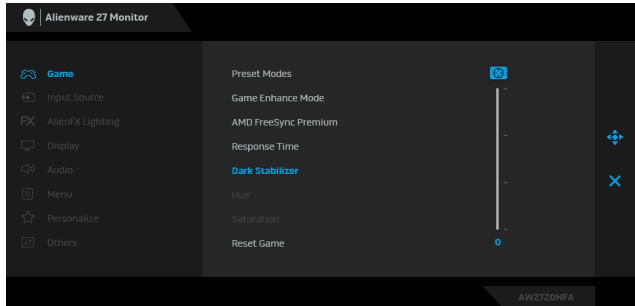 Alienware 27 Monitor
Game
Input Source
AlienFX Lighting
Display
Audio
Menu
Personalize
Others
Preset Modes
Game Enhance Mode
AMD FreeSync Premium
Response Time
Dark Stabilizer
Hue
Saturation
Reset Game
0
AW2720HFA